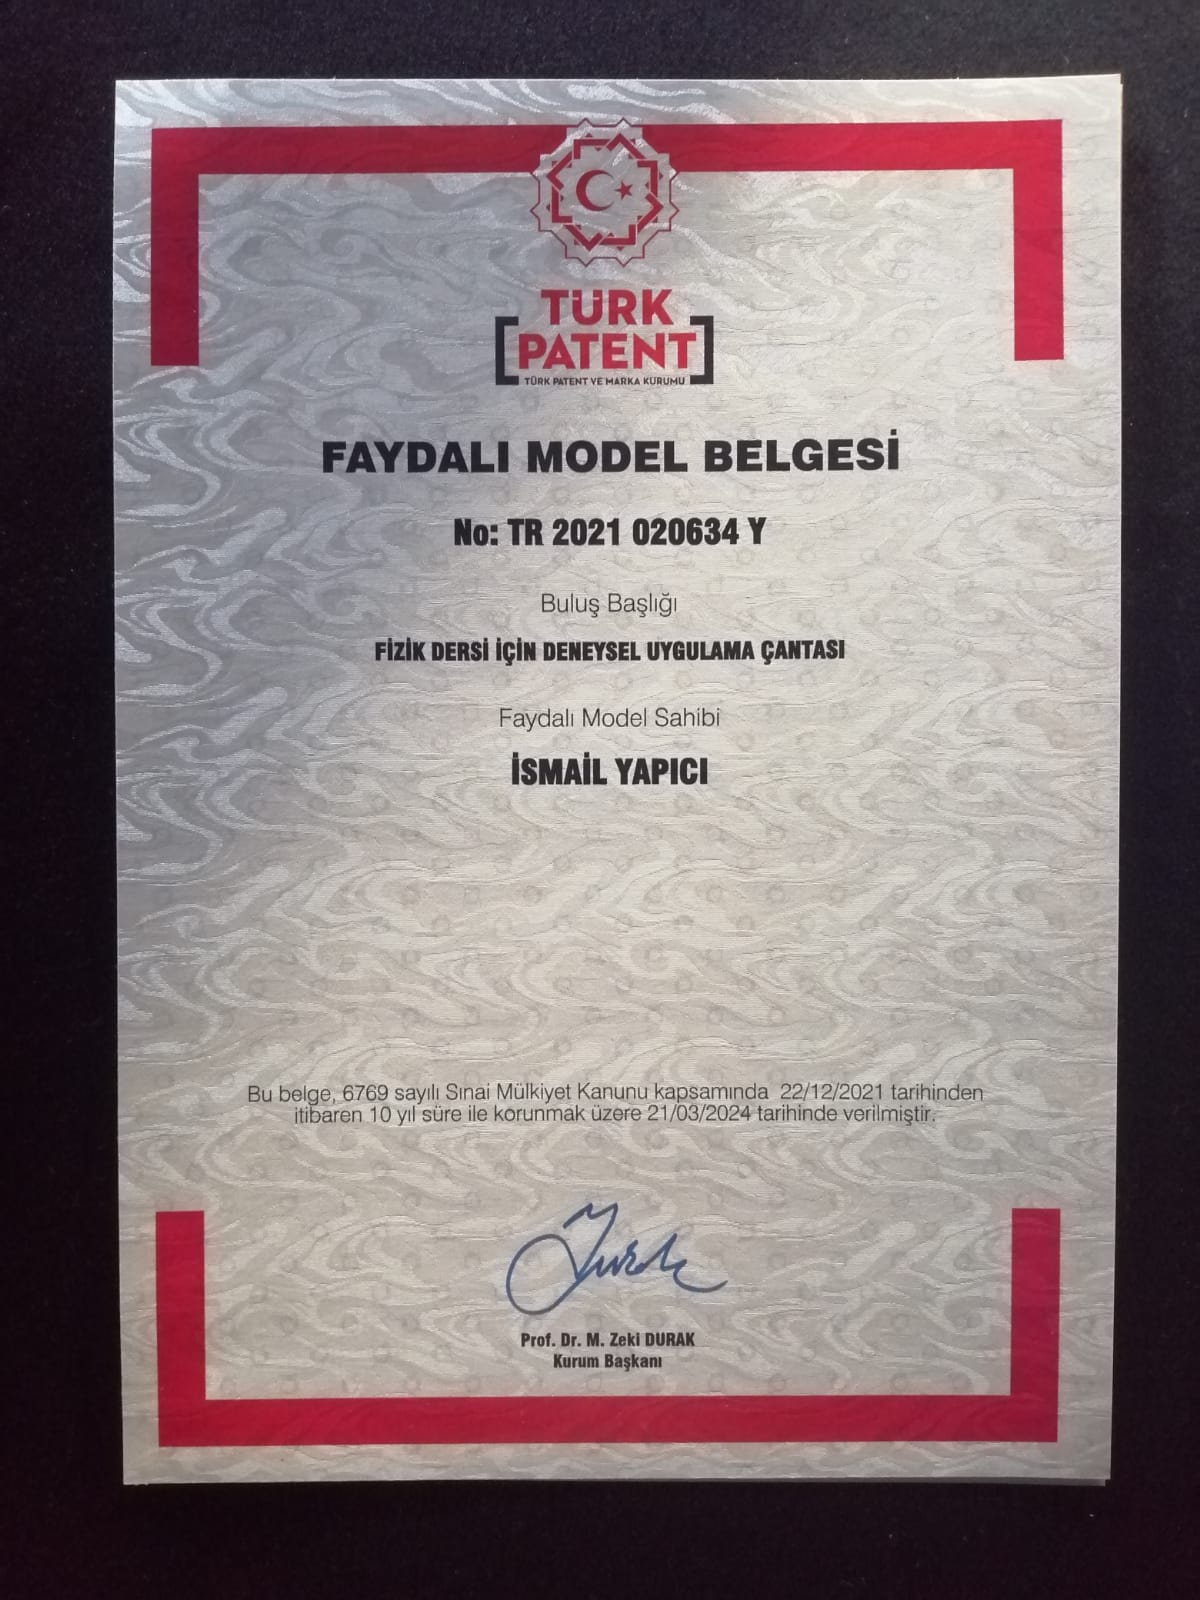 TÜRK
PATENT
TÜRK PATENT VE MARKA KURUMU
FAYDALI MODEL BELGESİ
No: TR 2021 020634 Y
Buluş Başlığı
FİZİK DERSİ İÇİN DENEYSEL UYGULAMA ÇANTASI
Faydalı Model Sahibi
İSMAİL YAPICI
Bu belge, 6769 sayılı Sınai Mülkiyet Kanunu kapsamında 22/12/2021 tarihinden
itibaren 10 yıl süre ile korunmak üzere 21/03/2024 tarihinde verilmiştir.
Prof. Dr. M. Zeki DURAK
Kurum Başkanı